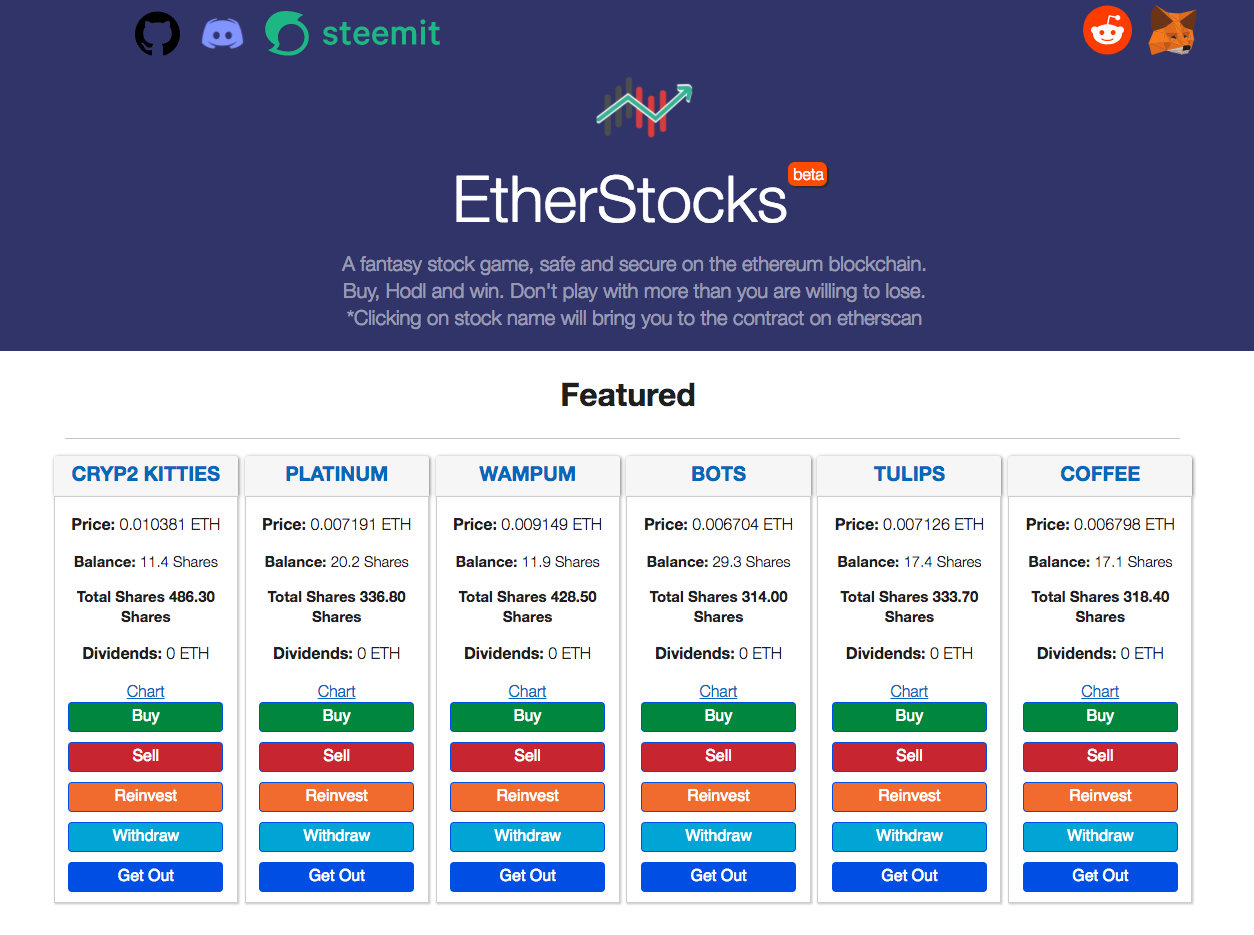 steemit
EtherStocks beta
A fantasy stock game, safe and secure on the ethereum blockchain.
Buy, Hodl and win. Don't play with more than you are willing to lose.
*Clicking on stock name will bring you to the contract on etherscan
Featured
CRYP2 KITTIES
Price: 0.010381 ETH
Balance: 11.4 Shares
Total Shares 486.30
Shares
Dividends: 0 ETH
Chart
Buy
Sell
Reinvest
Withdraw
Get Out
PLATINUM
Price: 0.007191 ETH
Balance: 20.2 Shares
Total Shares 336.80
Shares
Dividends: 0 ETH
Chart
Buy
Sell
Reinvest
Withdraw
Get Out
WAMPUM
Price: 0.009149 ETH
Balance: 11.9 Shares
Total Shares 428.50
Shares
Dividends: 0 ETH
Chart
Buy
Sell
Reinvest
Withdraw
Get Out
BOTS
Price: 0.006704 ETH
Balance: 29.3 Shares
Total Shares 314.00
Shares
Dividends: 0 ETH
Chart
Buy
Sell
Reinvest
Withdraw
Get Out
TULIPS
Price: 0.007126 ETH
Balance: 17.4 Shares
Total Shares 333.70
Shares
Dividends: 0 ETH
Chart
Buy
Sell
Reinvest
Withdraw
Get Out
COFFEE
Price: 0.006798 ETH
Balance: 17.1 Shares
Total Shares 318.40
Shares
Dividends: 0 ETH
Chart
Buy
Sell
Reinvest
Withdraw
Get Out